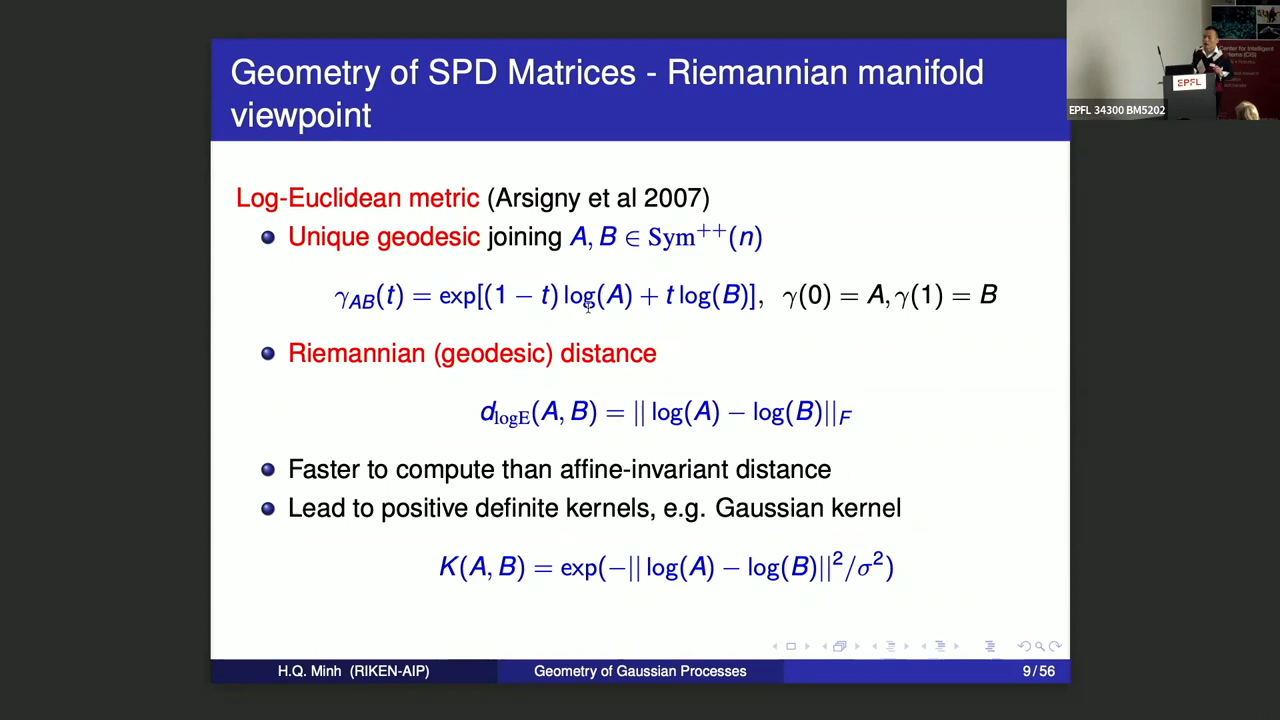 Geometry of SPD Matrices - Riemannian manifold
viewpoint
Log-Euclidean metric (Arsigny et al 2007)
Unique geodesic joining A, B ∈ Sym⁺⁺(n)
γ_AB(t) = exp[(1 − t) log(A) + t log(B)], γ(0) = A, γ(1) = B
Riemannian (geodesic) distance
d_logE(A, B) = || log(A) − log(B)||_F
Faster to compute than affine-invariant distance
Lead to positive definite kernels, e.g. Gaussian kernel
K(A, B) = exp(−|| log(A) − log(B)||²/σ²)
H.Q. Minh (RIKEN-AIP)
Geometry of Gaussian Processes
9 / 56
Center for Intelligent
EPFL
EPFL 34300 BM5202